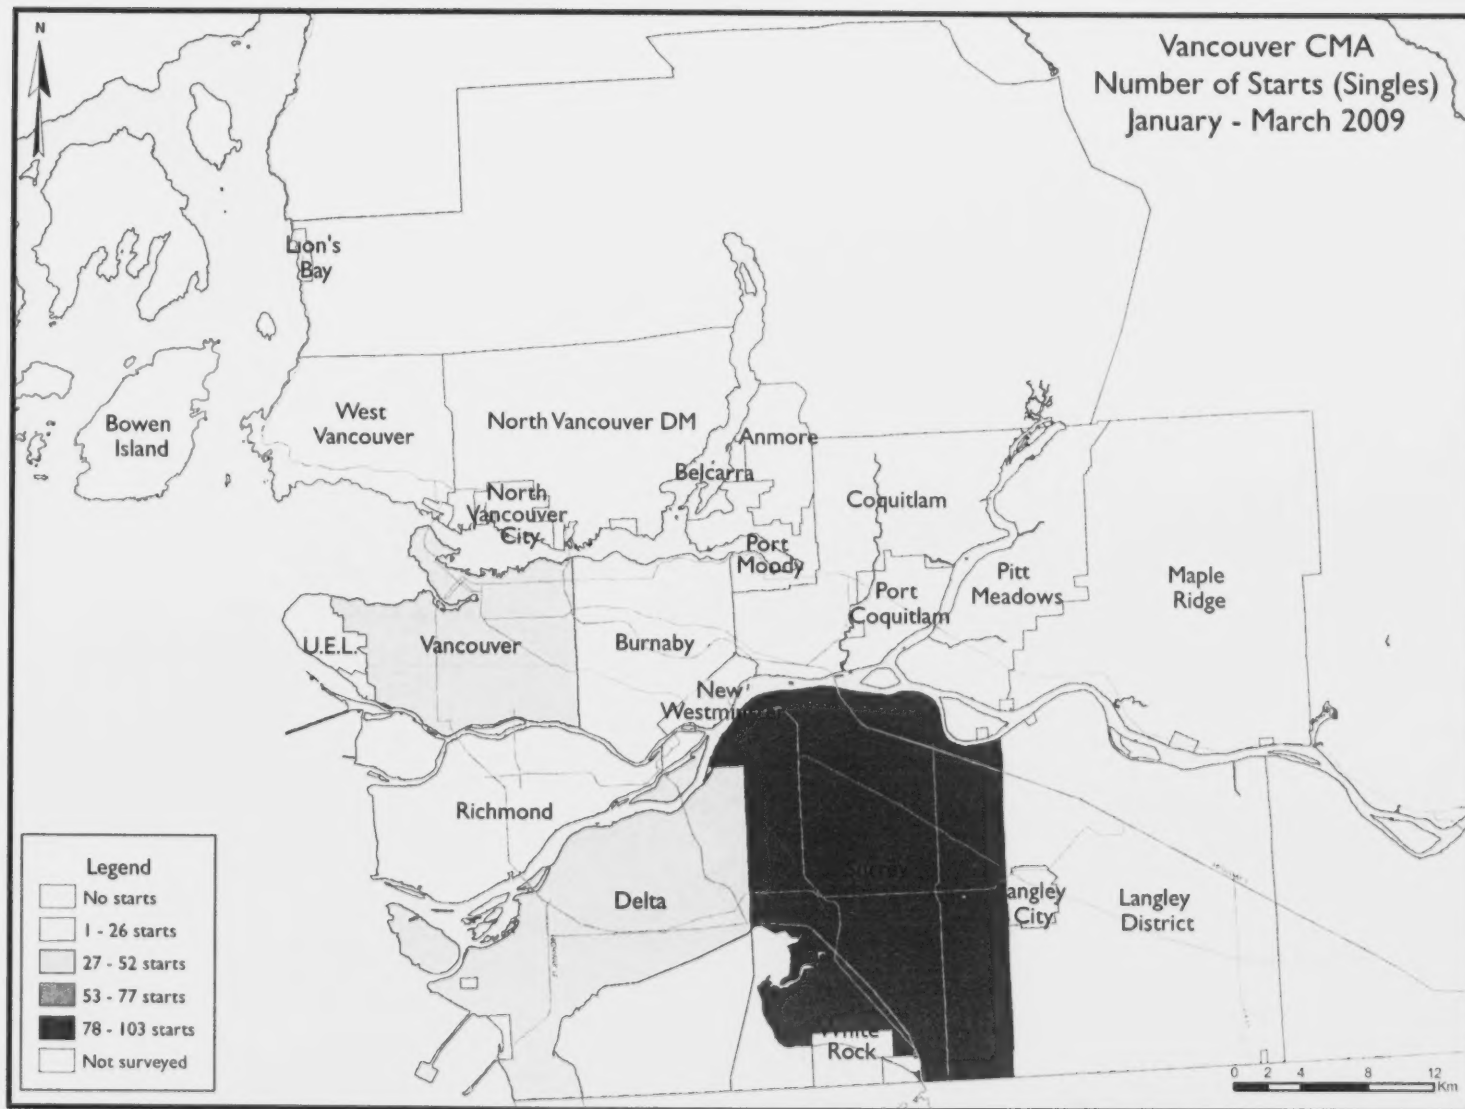 N
Vancouver CMA
Number of Starts (Singles)
January - March 2009
Lion's
Bay
Bowen
Island
West
Vancouver
North Vancouver DM
Anmore
Belcarra
North
Vancouver
City
Coquitlam
Port
Moody
Pitt
Meadows
Maple
Ridge
Port
Coquitlam
U.E.L.
Vancouver
Burnaby
New
Westminster
Richmond
Surrey
Delta
angley
City
Langley
District
White
Rock
Legend
No starts
1 - 26 starts
27 - 52 starts
53 - 77 starts
78 - 103 starts
Not surveyed
0 2 4 8 12
Km